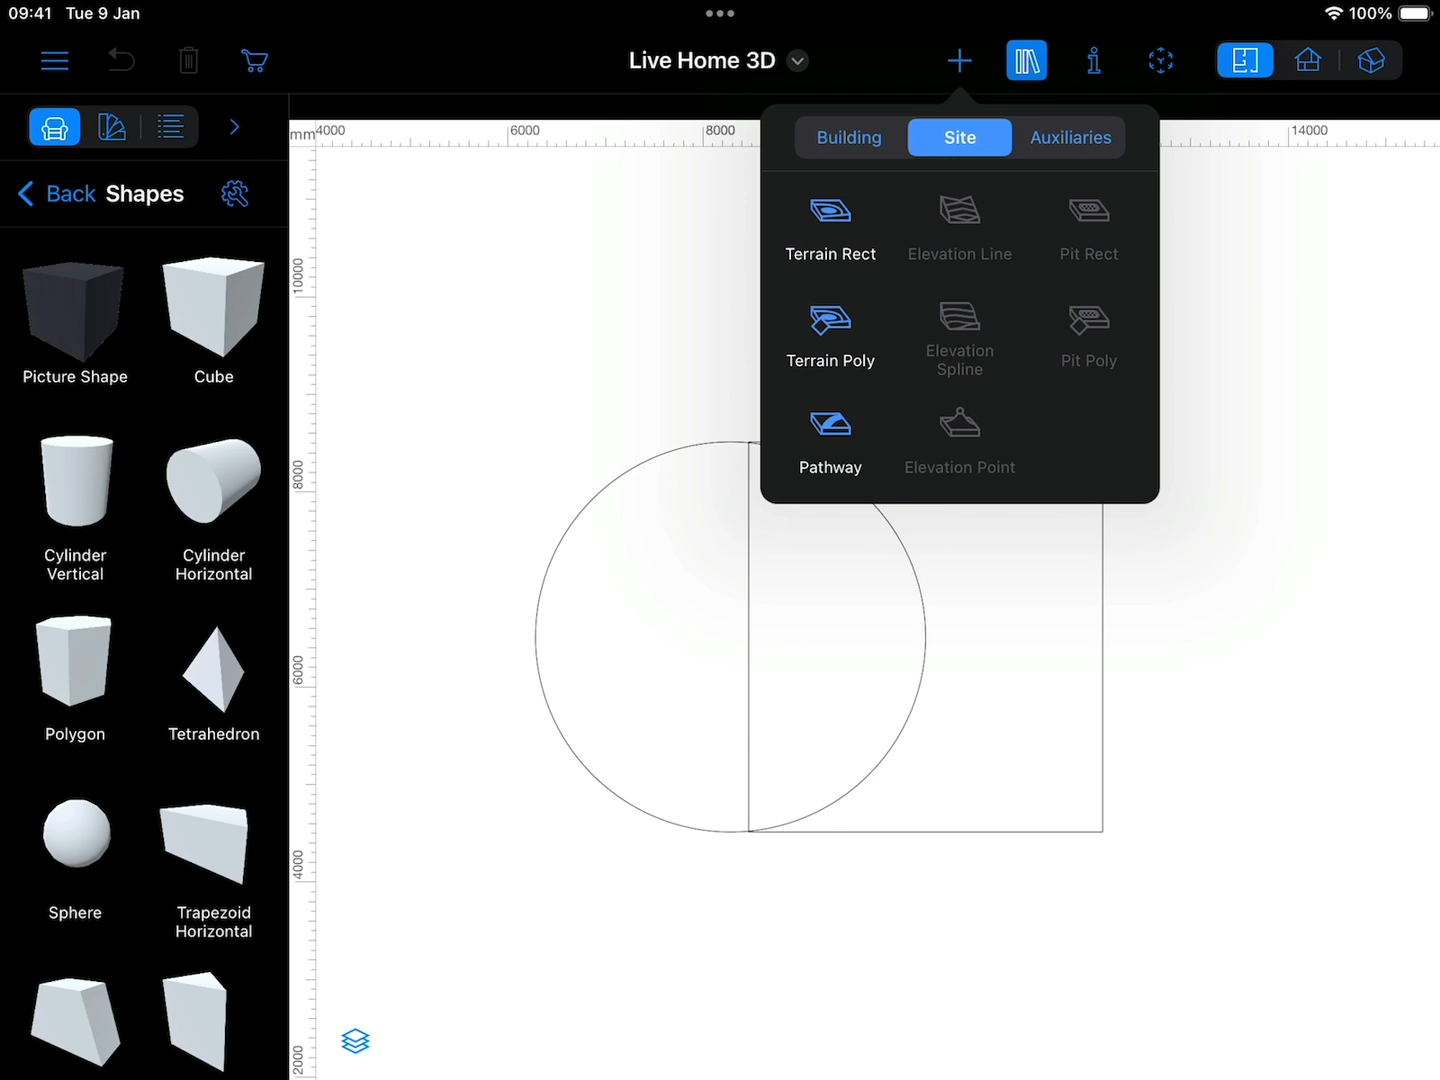 09:41 Tue 9 Jan
100%
Live Home 3D
Building
Site
Auxiliaries
Back
Shapes
mm
4000
6000
8000
14000
10000
8000
6000
4000
2000
Terrain Rect
Elevation Line
Pit Rect
Terrain Poly
Elevation
Spline
Pit Poly
Pathway
Elevation Point
Picture Shape
Cube
Cylinder
Vertical
Cylinder
Horizontal
Polygon
Tetrahedron
Sphere
Trapezoid
Horizontal